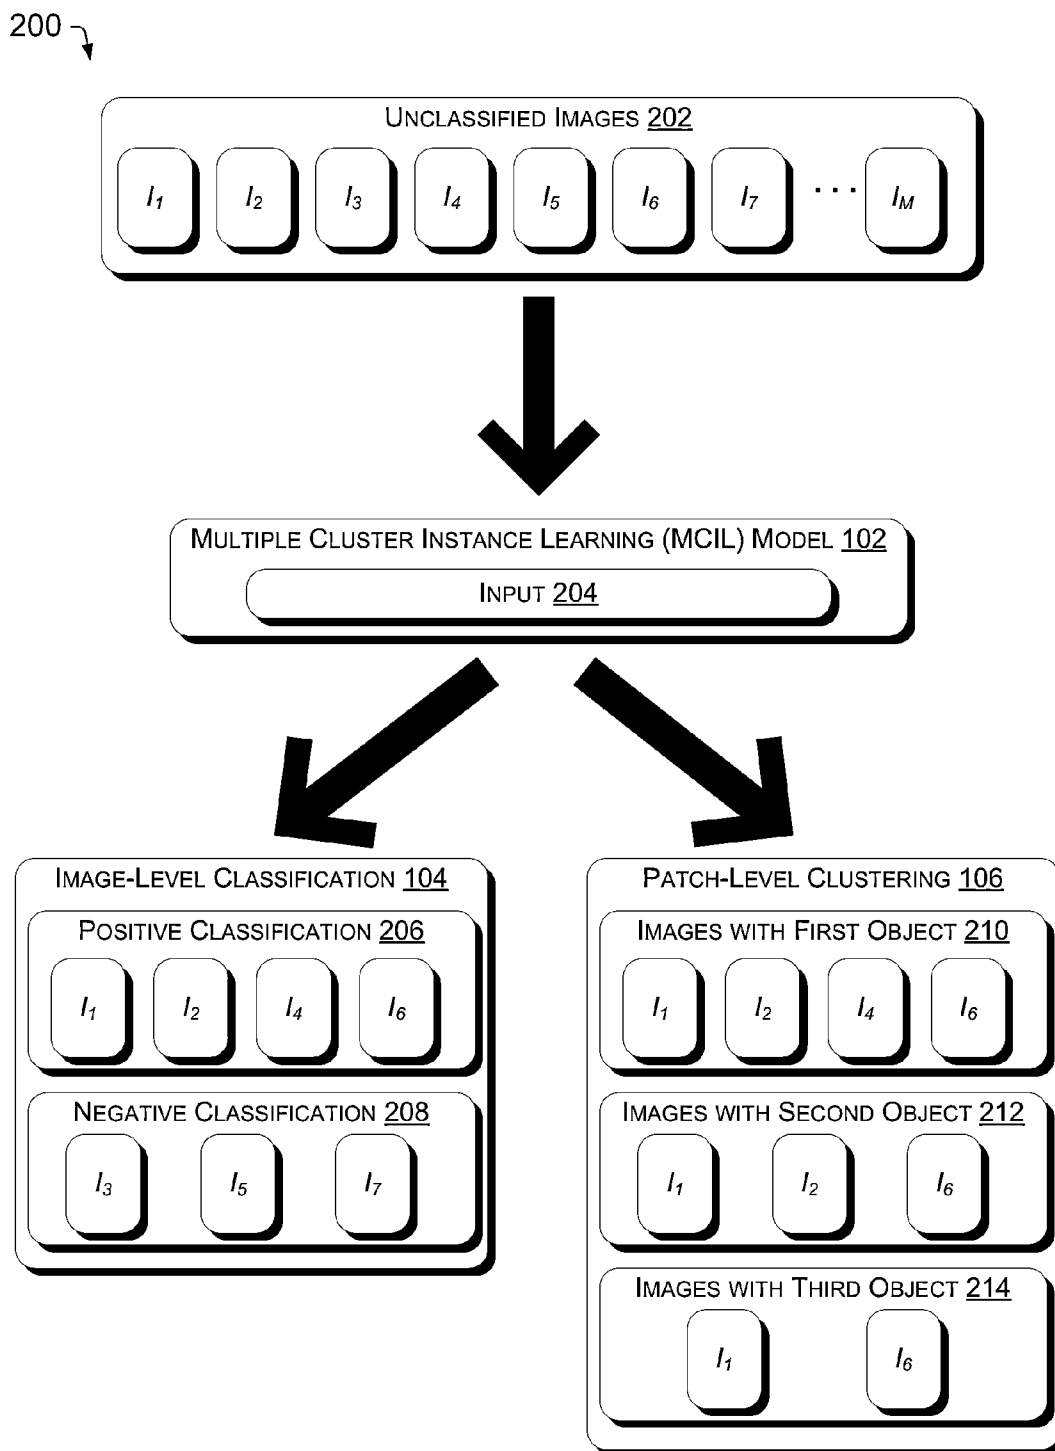 200
UNCLASSIFIED IMAGES 202
I1 I2 I3 I4 I5 I6 I7 ... IM
MULTIPLE CLUSTER INSTANCE LEARNING (MCIL) MODEL 102
INPUT 204
IMAGE-LEVEL CLASSIFICATION 104
POSITIVE CLASSIFICATION 206
I1 I2 I4 I6
NEGATIVE CLASSIFICATION 208
I3 I5 I7
PATCH-LEVEL CLUSTERING 106
IMAGES WITH FIRST OBJECT 210
I1 I2 I4 I6
IMAGES WITH SECOND OBJECT 212
I1 I2 I6
IMAGES WITH THIRD OBJECT 214
I1 I6